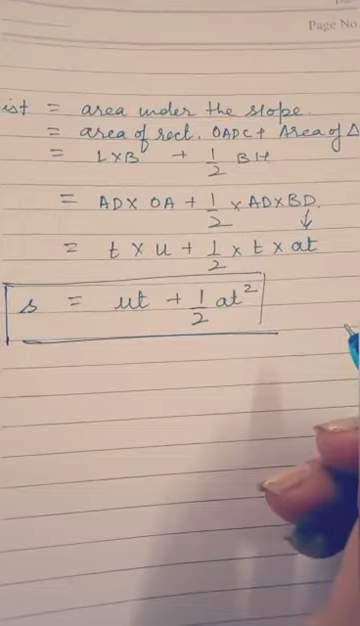 Page No
ist = area under the slope.
= area of rect. OADC + Area of Δ
= L×B + 1/2 BH
= AD× OA + 1/2 × AD×BD.
↓
= t × u + 1/2 × t × at
s = ut + 1/2 at²